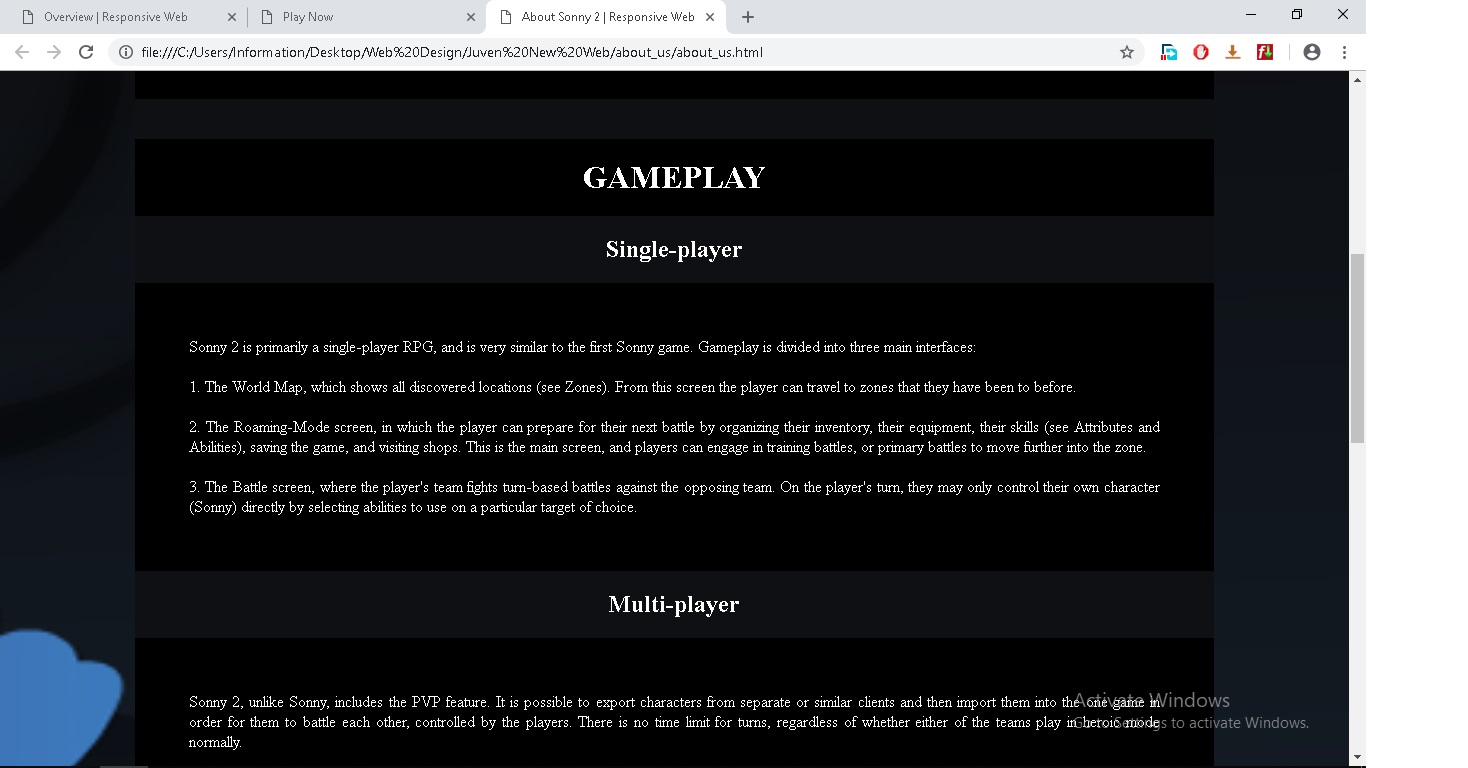 Overview | Responsive Web
Play Now
About Sonny 2 | Responsive Web
file:///C:/Users/Information/Desktop/Web%20Design/Juven%20New%20Web/about_us/about_us.html
GAMEPLAY
Single-player
Sonny 2 is primarily a single-player RPG, and is very similar to the first Sonny game. Gameplay is divided into three main interfaces:
1. The World Map, which shows all discovered locations (see Zones). From this screen the player can travel to zones that they have been to before.
2. The Roaming-Mode screen, in which the player can prepare for their next battle by organizing their inventory, their equipment, their skills (see Attributes and
Abilities), saving the game, and visiting shops. This is the main screen, and players can engage in training battles, or primary battles to move further into the zone.
3. The Battle screen, where the player's team fights turn-based battles against the opposing team. On the player's turn, they may only control their own character
(Sonny) directly by selecting abilities to use on a particular target of choice.
Multi-player
Sonny 2, unlike Sonny, includes the PVP feature. It is possible to export characters from separate or similar clients and then import them into the one game in
order for them to battle each other, controlled by the players. There is no time limit for turns, regardless of whether either of the teams play in heroic mode
normally.
Activate Windows
Go to Settings to activate Windows.